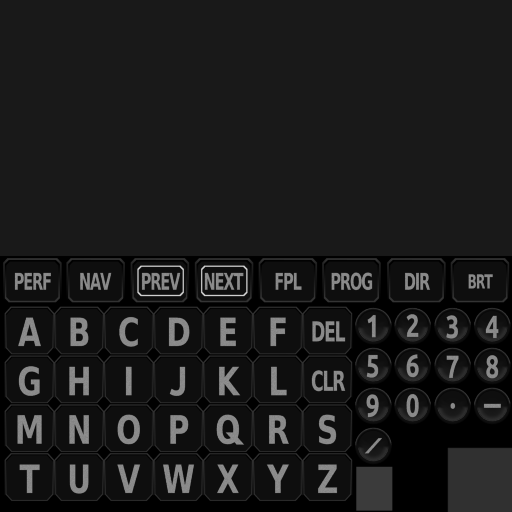 PERF NAV PREV NEXT FPL PROG DIR BRT
A B C D E F DEL 1 2 3 4
G H I J K L CLR 5 6 7 8
M N O P Q R S 9 0 · −
T U V W X Y Z /